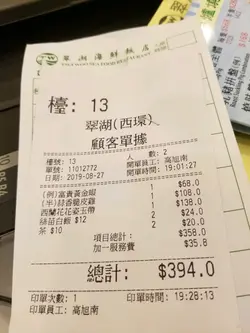 翠湖海鮮飯店
檯: 13
翠湖(西環)
顧客單據
檯號: 13 人 數: 2
單號: 11012772 開單員工: 高旭南
日期: 2019-08-27 開單時間: 19:01:27
(例)富貴黃金蝦 1 $68.0
(半)蒜香脆皮雞 1 $108.0
西蘭花花姿玉帶 1 $138.0
絲苗白飯 $12 2 $24.0
茶 $10 2 $20.0
項目總計: $358.0
加一服務費: $35.8
總計: $394.0
印單次數: 1 印單時間: 19:28:13
印單員工: 高旭南